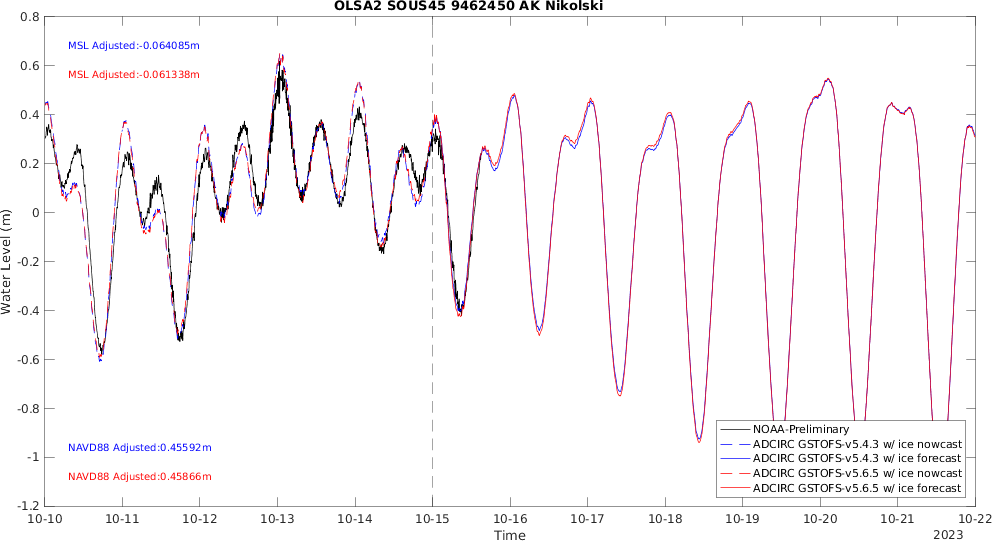 OLSA2 SOUS45 9462450 AK Nikolski
0.8
0.6
0.4
0.2
0
-0.2
-0.4
-0.6
-0.8
-1
-1.2
Water Level (m)
MSL Adjusted:-0.064085m
MSL Adjusted:-0.061338m
NAVD88 Adjusted:0.45592m
NAVD88 Adjusted:0.45866m
NOAA-Preliminary
ADCIRC GSTOFS-v5.4.3 w/ ice nowcast
ADCIRC GSTOFS-v5.4.3 w/ ice forecast
ADCIRC GSTOFS-v5.6.5 w/ ice nowcast
ADCIRC GSTOFS-v5.6.5 w/ ice forecast
10-10 10-11 10-12 10-13 10-14 10-15 10-16 10-17 10-18 10-19 10-20 10-21 10-22
Time
2023